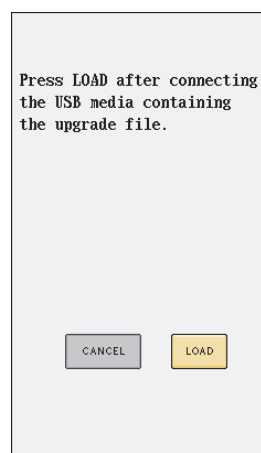 Press LOAD after connecting
the USB media containing
the upgrade file.
CANCEL LOAD